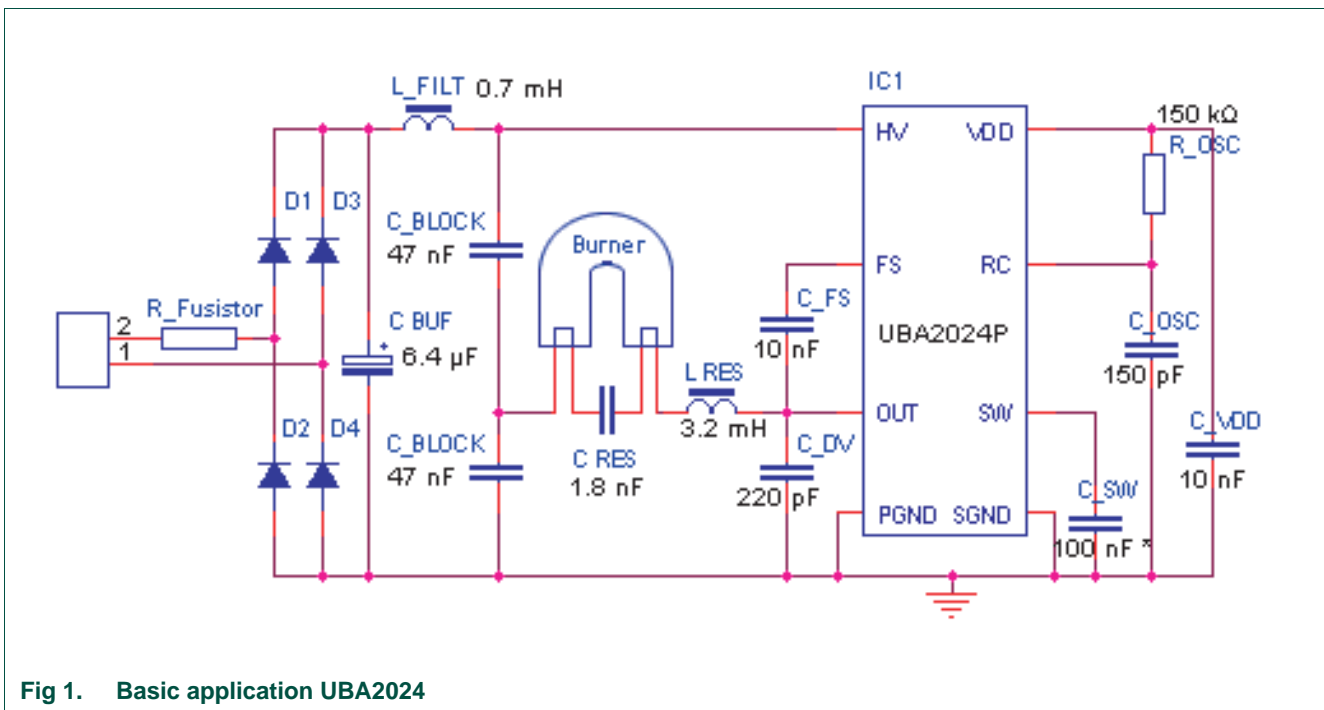 L_FILT 0.7 mH
IC1
150 kΩ
HV VDD
R_OSC
D1 D3
C_BLOCK
47 nF
Burner
FS RC
R_Fusistor
C_FS
10 nF
UBA2024P
C_OSC
150 pF
2
1
C BUF
+
6.4 µF
L RES
3.2 mH
OUT SW
D2 D4
C_BLOCK
47 nF
C RES
1.8 nF
C_DV
220 pF
C_VDD
10 nF
C_SW
100 nF *
PGND SGND
Fig 1. Basic application UBA2024